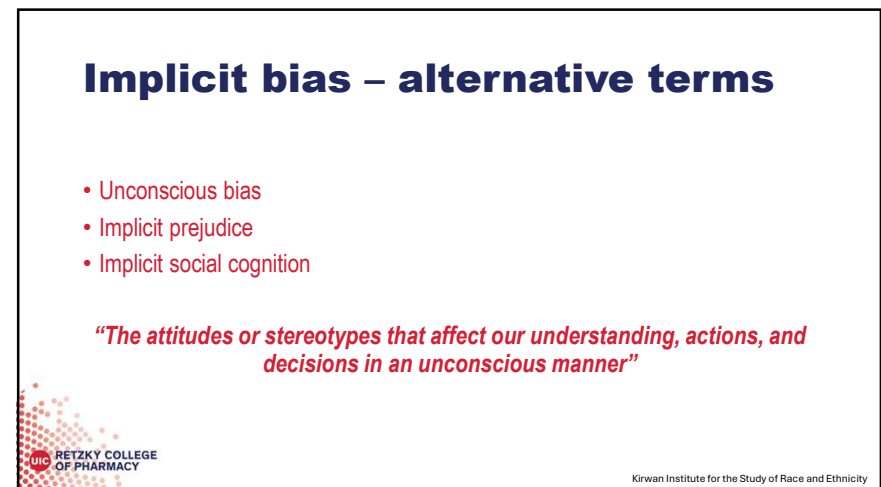 Implicit bias – alternative terms
• Unconscious bias
• Implicit prejudice
• Implicit social cognition
“The attitudes or stereotypes that affect our understanding, actions, and
decisions in an unconscious manner”
UIC RETZKY COLLEGE
OF PHARMACY
Kirwan Institute for the Study of Race and Ethnicity